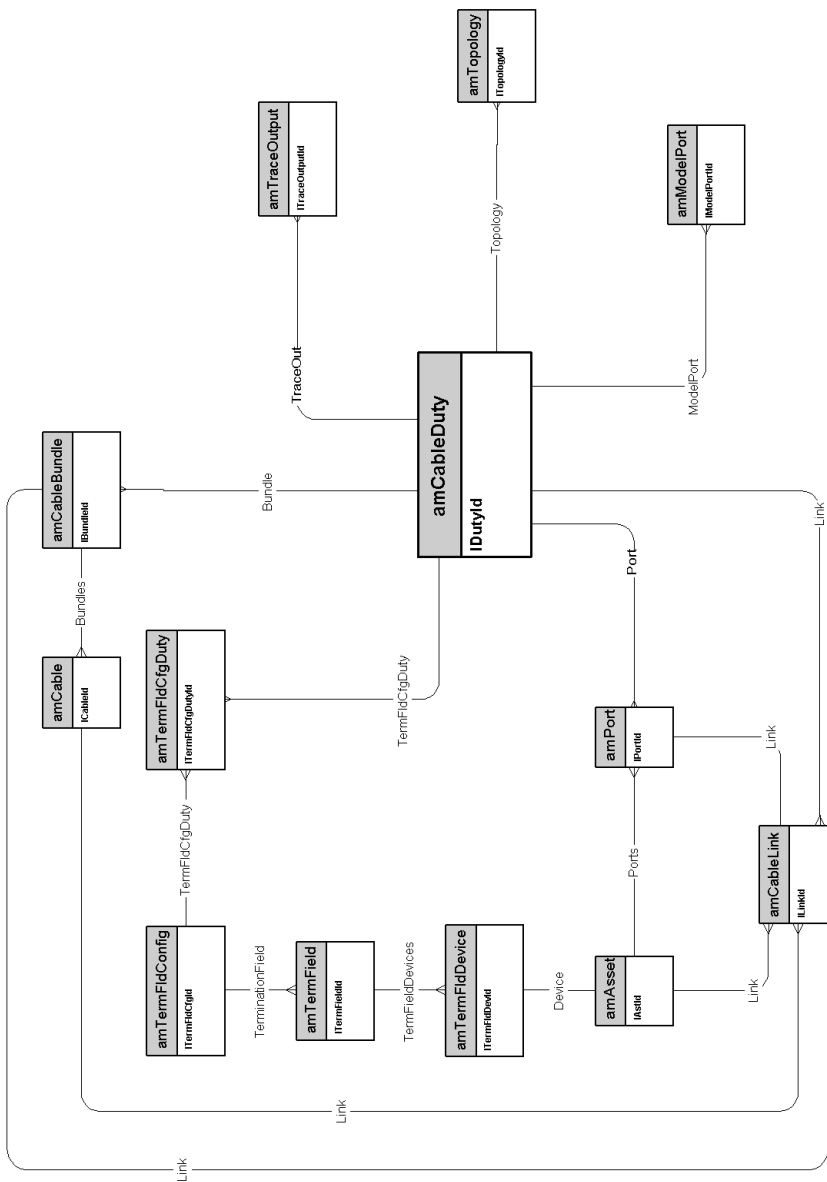 Link
amCable
lCableId
Bundles
amCableBundle
lBundleId
amTermFldConfig
lTermFldCfgId
TermFldCfgDuty
amTermFldCfgDuty
lTermFldCfgDutyId
TerminationField
Bundle
TraceOut
amTraceOutput
lTraceOutputId
Link
amTermField
lTermFieldId
TermFieldDevices
TermFldCfgDuty
amCableDuty
lDutyId
amTermFldDevice
lTermFldDevId
Topology
amTopology
lTopologyId
Device
amAsset
lAstId
Ports
amPort
lPortId
Port
ModelPort
amModelPort
lModelPortId
Link
Link
amCableLink
lLinkId
Link